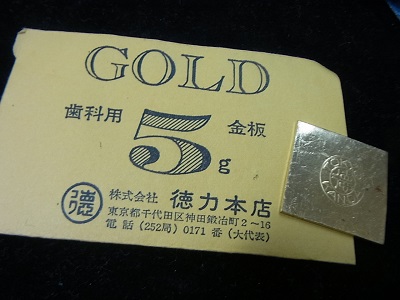 GOLD
歯科用 5g 金板
徳 株式会社 徳力本店
東京都千代田区神田鍛冶町2~16
電話(252局)0171番(大代表)